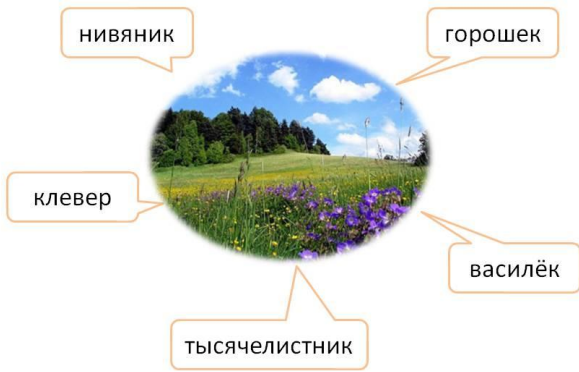 нивяник
горошек
клевер
василёк
тысячелистник